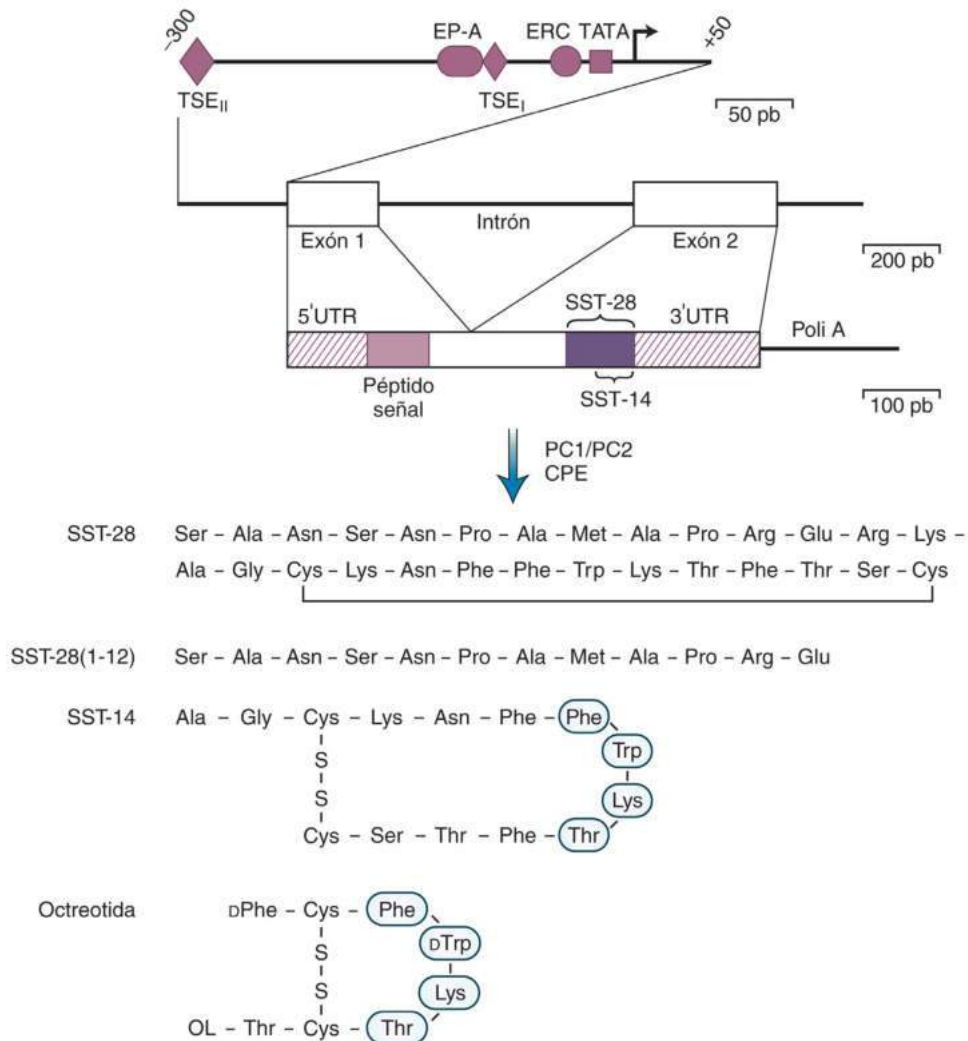 –300
EP-A
ERC TATA
+50
TSEII
TSEI
50 pb
Intrón
Exón 1
Exón 2
200 pb
SST-28
5'UTR
3'UTR
Poli A
Péptido
señal
SST-14
100 pb
PC1/PC2
CPE
SST-28 Ser – Ala – Asn – Ser – Asn – Pro – Ala – Met – Ala – Pro – Arg – Glu – Arg – Lys –
Ala – Gly – Cys – Lys – Asn – Phe – Phe – Trp – Lys – Thr – Phe – Thr – Ser – Cys
SST-28(1-12) Ser – Ala – Asn – Ser – Asn – Pro – Ala – Met – Ala – Pro – Arg – Glu
SST-14 Ala – Gly – Cys – Lys – Asn – Phe – Phe
Trp
S
S
Lys
Cys – Ser – Thr – Phe – Thr
Octreotida DPhe – Cys – Phe
DTrp
S
S
Lys
OL – Thr – Cys – Thr